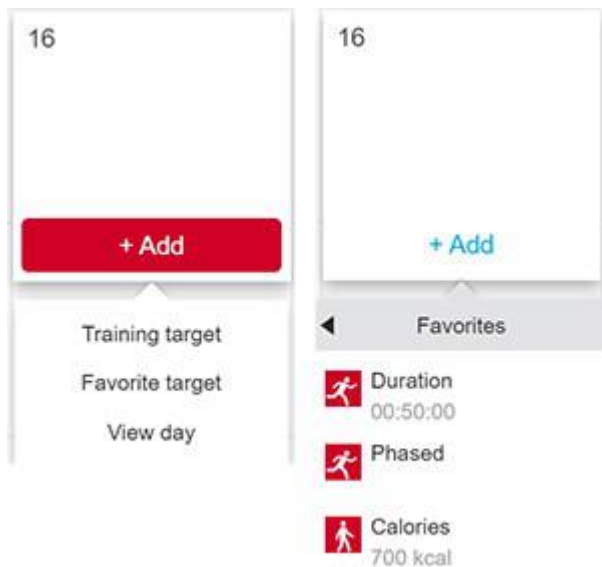 16
+ Add
Training target
Favorite target
View day
16
+ Add
Favorites
Duration
00:50:00
Phased
Calories
700 kcal